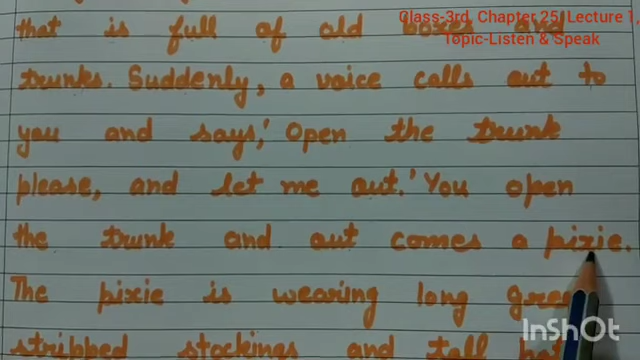 Class-3rd, Chapter 25, Lecture 1,
Topic-Listen & Speak
that is full of old boxes and
trunks. Suddenly, a voice calls out to
you and says,' Open the trunk
please, and let me out.' You open
the trunk and out comes a pixie.
The pixie is wearing long
stripped stockings and tall
InShOt